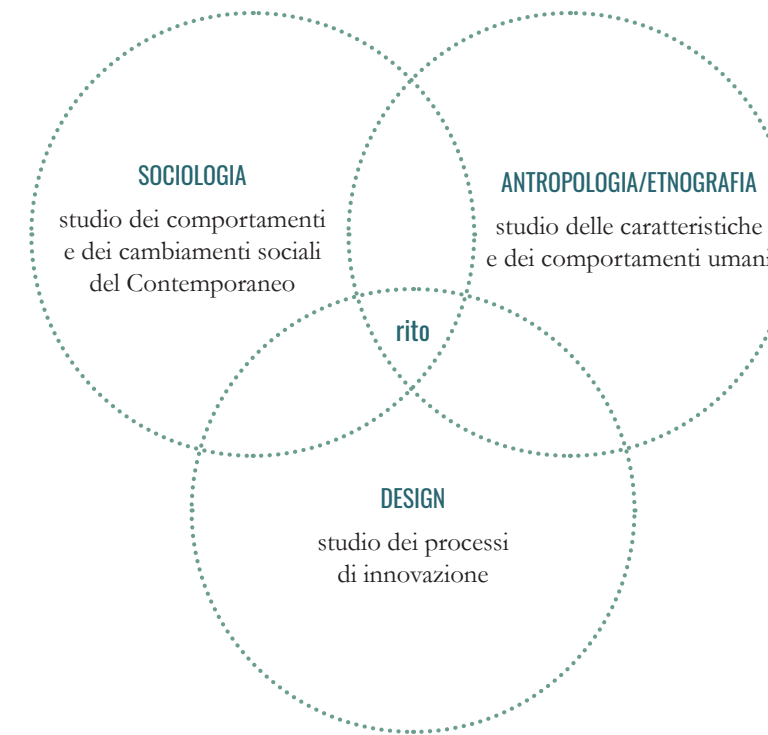 SOCIOLOGIA
studio dei comportamenti
e dei cambiamenti sociali
del Contemporaneo
ANTROPOLOGIA/ETNOGRAFIA
studio delle caratteristiche
e dei comportamenti umani
rito
DESIGN
studio dei processi
di innovazione